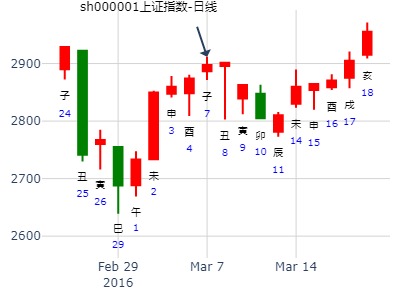 sh000001上证指数-日线
2900
2800
2700
2600
子
24
丑
25
寅
26
巳
29
午
1
未
2
申
3
酉
4
子
7
丑
8
寅
9
卯
10
辰
11
未
14
申
15
酉
16
戌
17
亥
18
Feb 29
2016
Mar 7
Mar 14